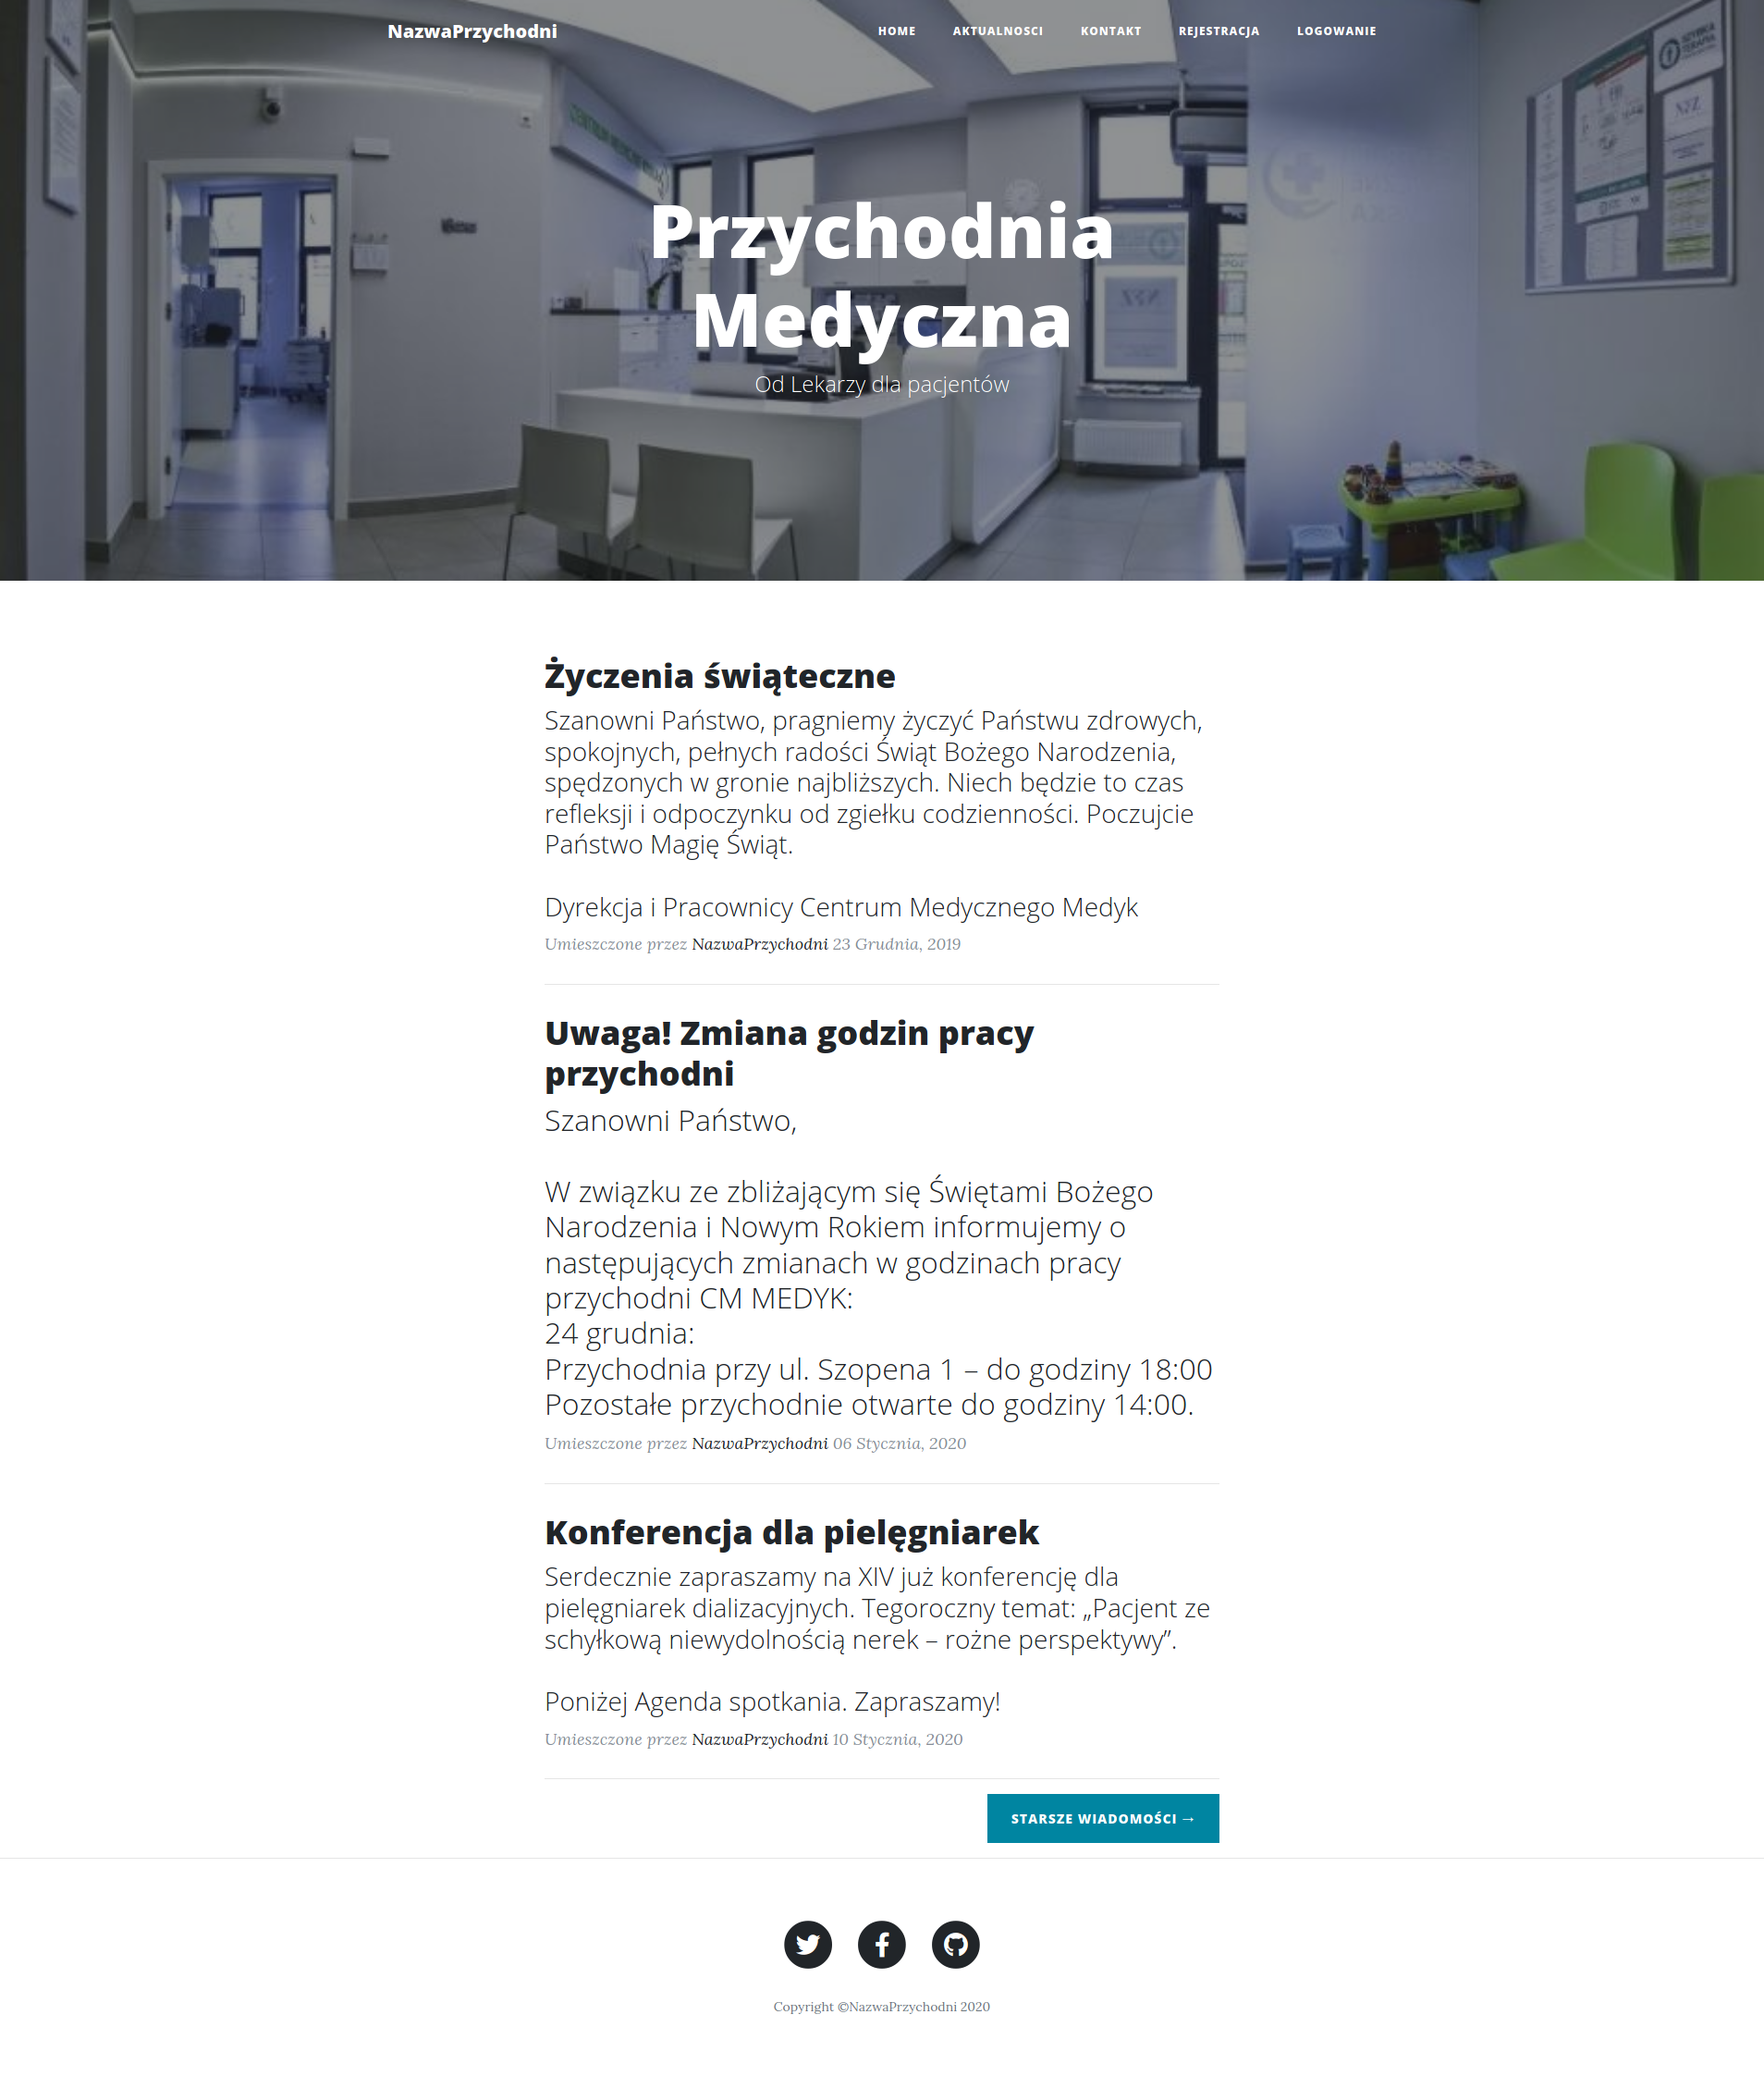 NazwaPrzychodni
HOME
AKTUALNOSCI
KONTAKT
REJESTRACJA
LOGOWANIE
SZYBKA
TERAPIA
NFZ
Przychodnia
Medyczna
Od Lekarzy dla pacjentów
Życzenia świąteczne
Szanowni Państwo, pragniemy życzyć Państwu zdrowych,
spokojnych, pełnych radości Świąt Bożego Narodzenia,
spędzonych w gronie najbliższych. Niech będzie to czas
refleksji i odpoczynku od zgiełku codzienności. Poczujcie
Państwo Magię Świąt.
Dyrekcja i Pracownicy Centrum Medycznego Medyk
Umieszczone przez NazwaPrzychodni 23 Grudnia, 2019
Uwaga! Zmiana godzin pracy
przychodni
Szanowni Państwo,
W związku ze zbliżającym się Świętami Bożego
Narodzenia i Nowym Rokiem informujemy o
następujących zmianach w godzinach pracy
przychodni CM MEDYK:
24 grudnia:
Przychodnia przy ul. Szopena 1 – do godziny 18:00
Pozostałe przychodnie otwarte do godziny 14:00.
Umieszczone przez NazwaPrzychodni 06 Stycznia, 2020
Konferencja dla pielęgniarek
Serdecznie zapraszamy na XIV już konferencję dla
pielęgniarek dializacyjnych. Tegoroczny temat: „Pacjent ze
schyłkową niewydolnością nerek – rożne perspektywy”.
Poniżej Agenda spotkania. Zapraszamy!
Umieszczone przez NazwaPrzychodni 10 Stycznia, 2020
STARSZE WIADOMOŚCI →
Copyright ©NazwaPrzychodni 2020